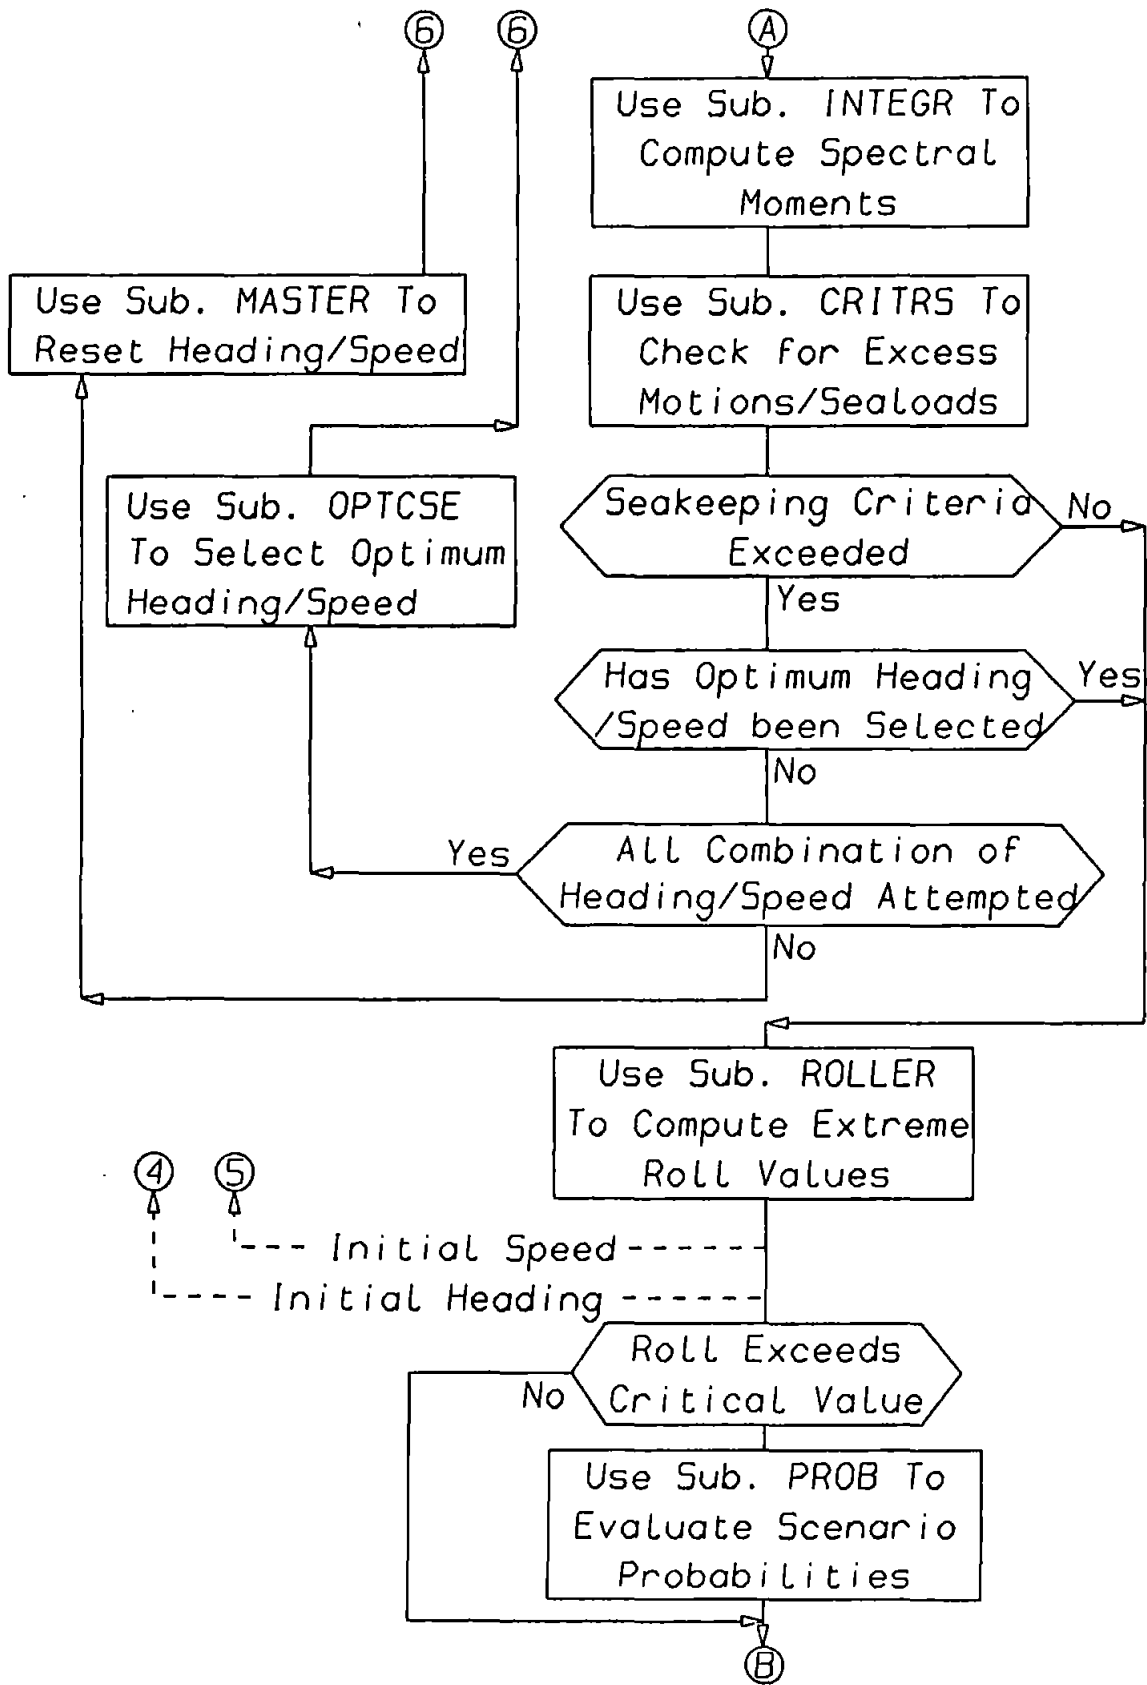 6
6
A
Use Sub. INTEGR To
Compute Spectral
Moments
Use Sub. MASTER To
Reset Heading/Speed
Use Sub. CRITRS To
Check for Excess
Motions/Sealoads
Use Sub. OPTCSE
To Select Optimum
Heading/Speed
Seakeeping Criteria
Exceeded
No
Yes
Has Optimum Heading
/Speed been Selected
Yes
No
All Combination of
Heading/Speed Attempted
Yes
No
Use Sub. ROLLER
To Compute Extreme
Roll Values
4
5
Initial Speed
Initial Heading
Roll Exceeds
Critical Value
No
Use Sub. PROB To
Evaluate Scenario
Probabilities
B